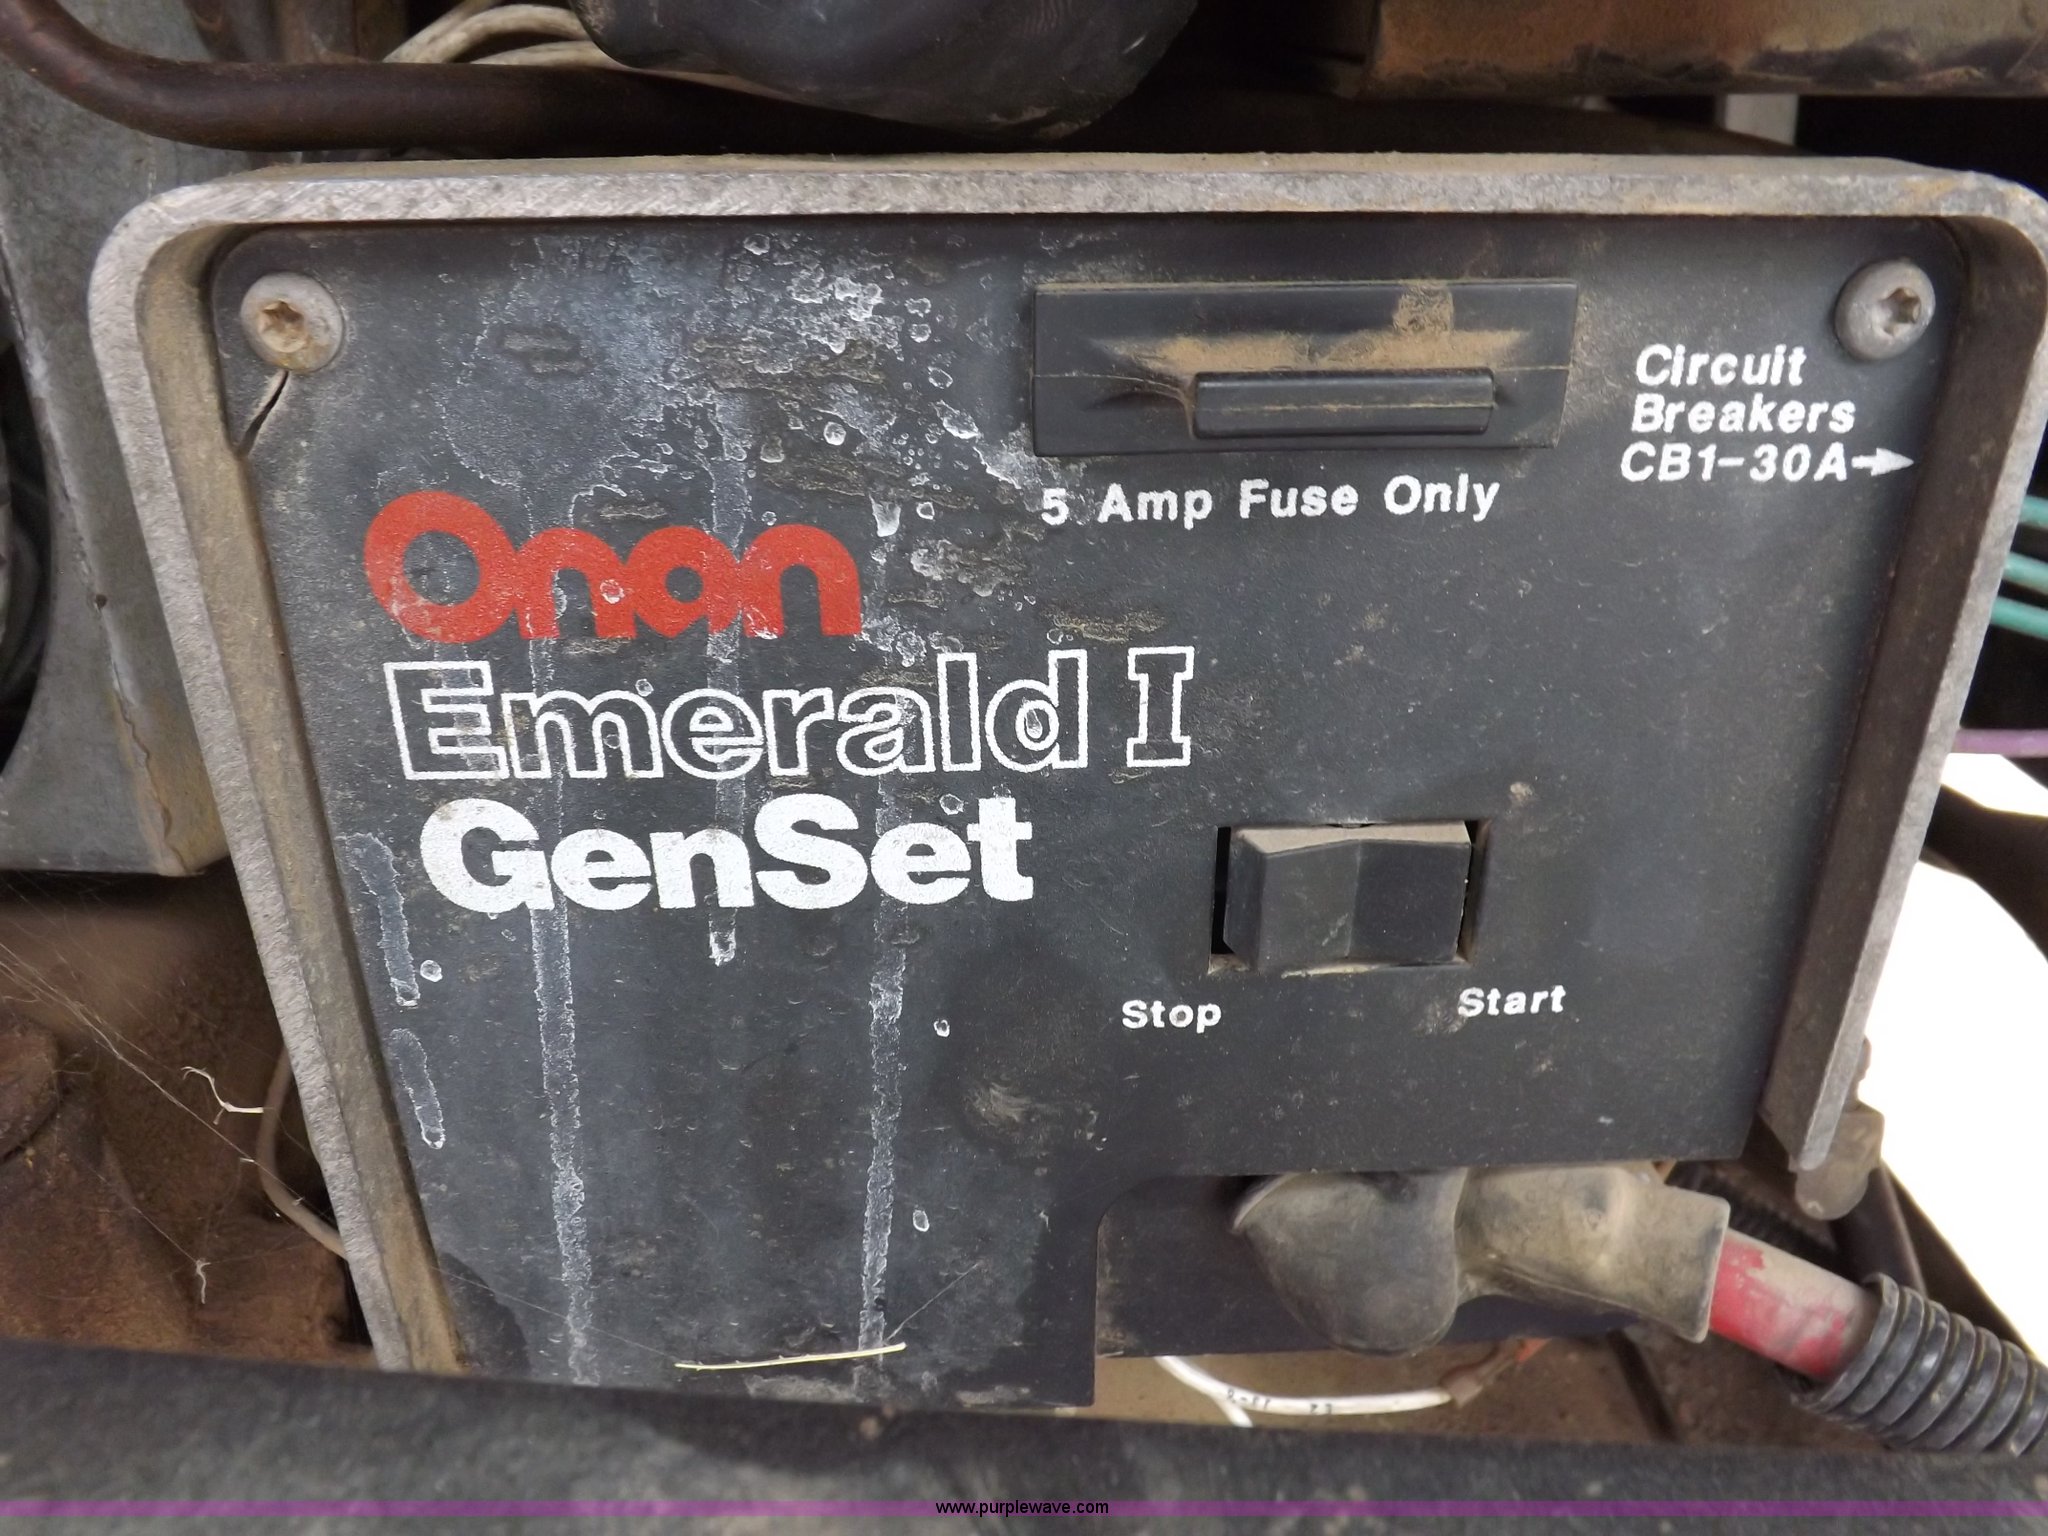 Circuit
Breakers
CB1-30A
5 Amp Fuse Only
Onan
Emerald I
GenSet
Stop
Start
www.purplewave.com